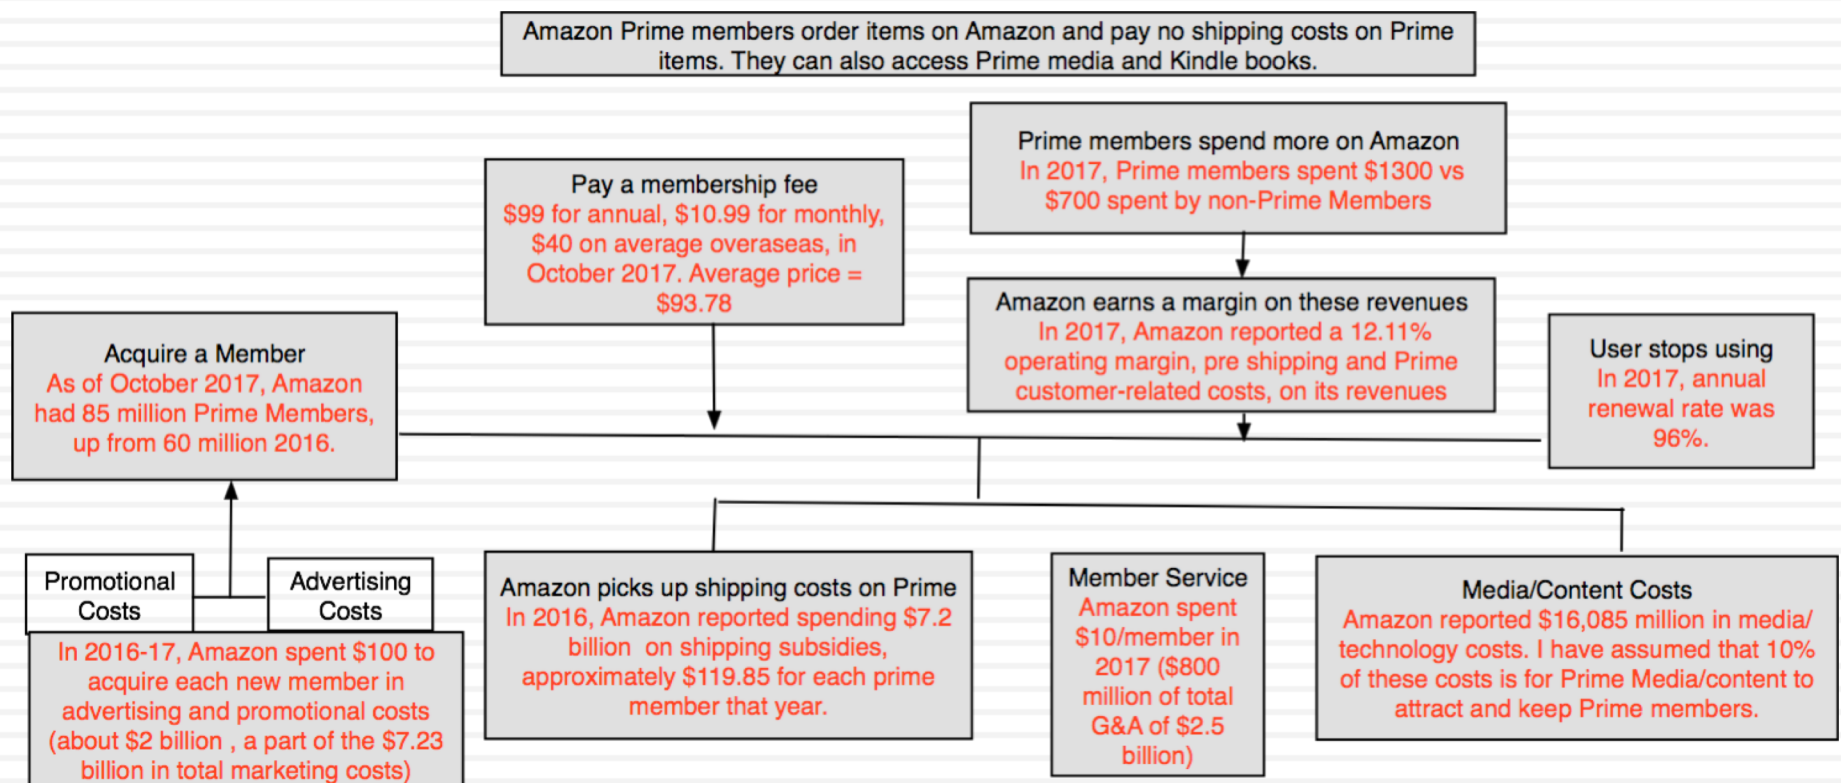 Amazon Prime members order items on Amazon and pay no shipping costs on Prime
items. They can also access Prime media and Kindle books.
Prime members spend more on Amazon
In 2017, Prime members spent $1300 vs
$700 spent by non-Prime Members
Pay a membership fee
$99 for annual, $10.99 for monthly,
$40 on average overaseas, in
October 2017. Average price =
$93.78
Amazon earns a margin on these revenues
In 2017, Amazon reported a 12.11%
operating margin, pre shipping and Prime
customer-related costs, on its revenues
Acquire a Member
As of October 2017, Amazon
had 85 million Prime Members,
up from 60 million 2016.
User stops using
In 2017, annual
renewal rate was
96%.
Promotional
Costs
Advertising
Costs
In 2016-17, Amazon spent $100 to
acquire each new member in
advertising and promotional costs
(about $2 billion , a part of the $7.23
billion in total marketing costs)
Amazon picks up shipping costs on Prime
In 2016, Amazon reported spending $7.2
billion on shipping subsidies,
approximately $119.85 for each prime
member that year.
Member Service
Amazon spent
$10/member in
2017 ($800
million of total
G&A of $2.5
billion)
Media/Content Costs
Amazon reported $16,085 million in media/
technology costs. I have assumed that 10%
of these costs is for Prime Media/content to
attract and keep Prime members.